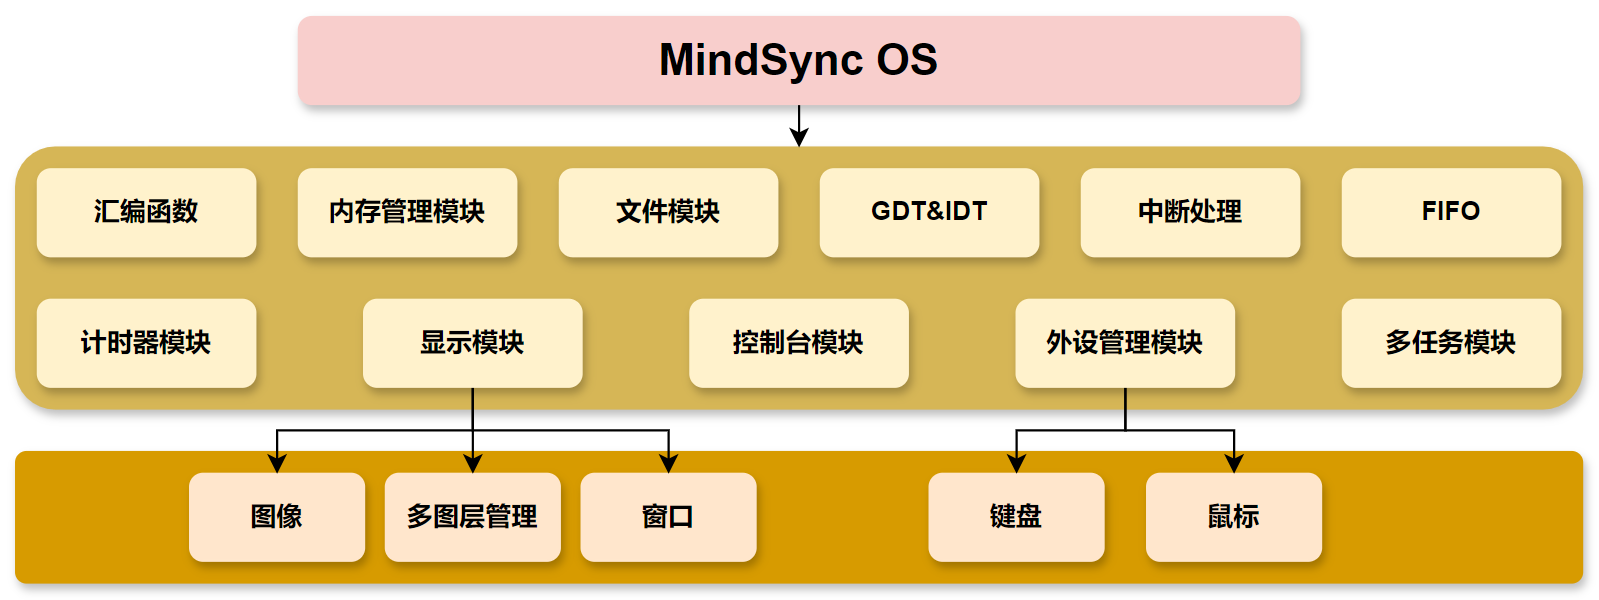 MindSync OS
汇编函数
内存管理模块
文件模块
GDT&IDT
中断处理
FIFO
计时器模块
显示模块
控制台模块
外设管理模块
多任务模块
图像
多图层管理
窗口
键盘
鼠标